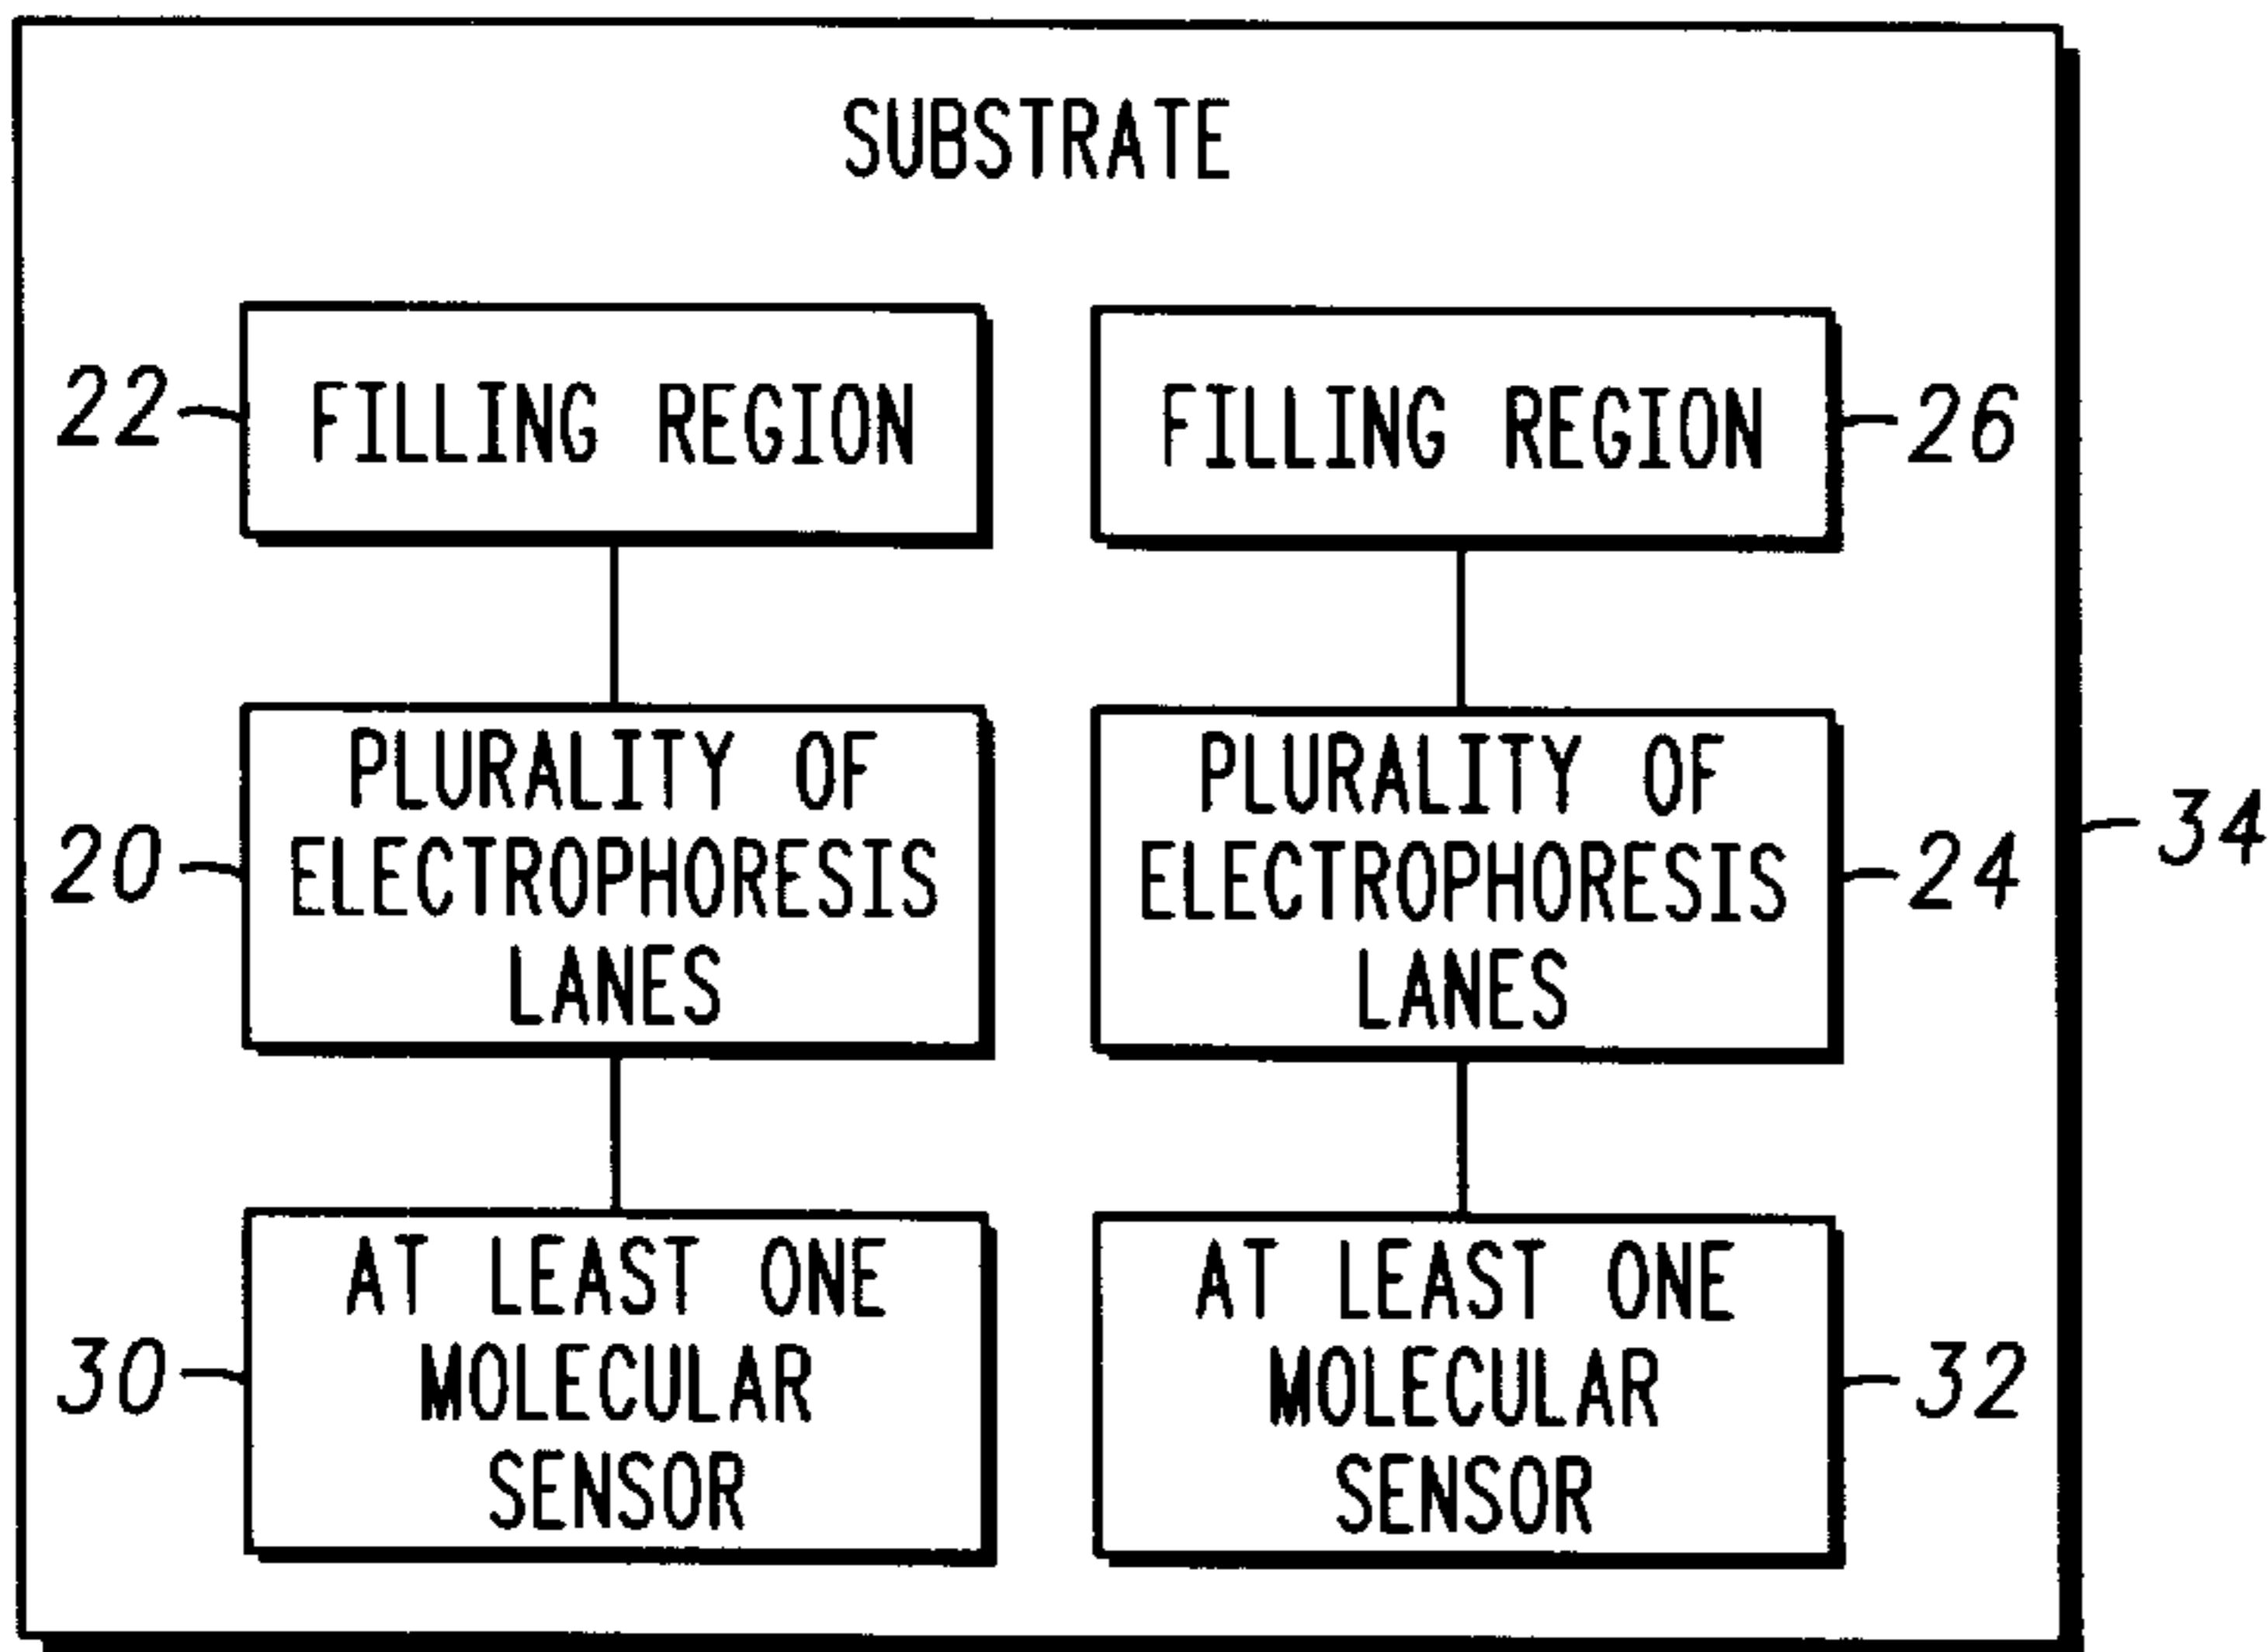 SUBSTRATE
22
FILLING REGION
FILLING REGION
26
20
PLURALITY OF
ELECTROPHORESIS
LANES
PLURALITY OF
ELECTROPHORESIS
LANES
24
34
30
AT LEAST ONE
MOLECULAR
SENSOR
AT LEAST ONE
MOLECULAR
SENSOR
32